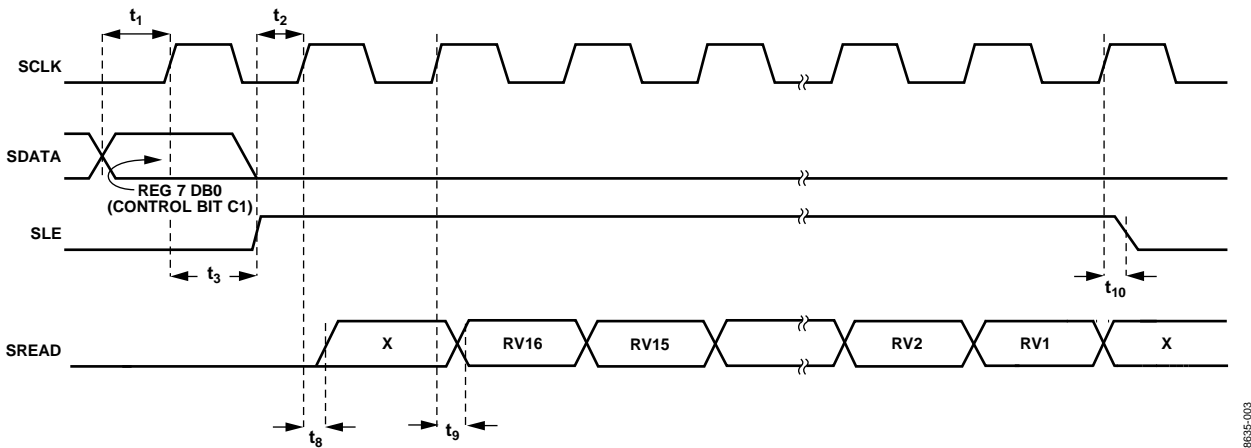 t1
t2
SCLK
SDATA
REG 7 DB0
(CONTROL BIT C1)
SLE
t3
t10
SREAD
X
RV16
RV15
RV2
RV1
X
t8
t9
8635-003